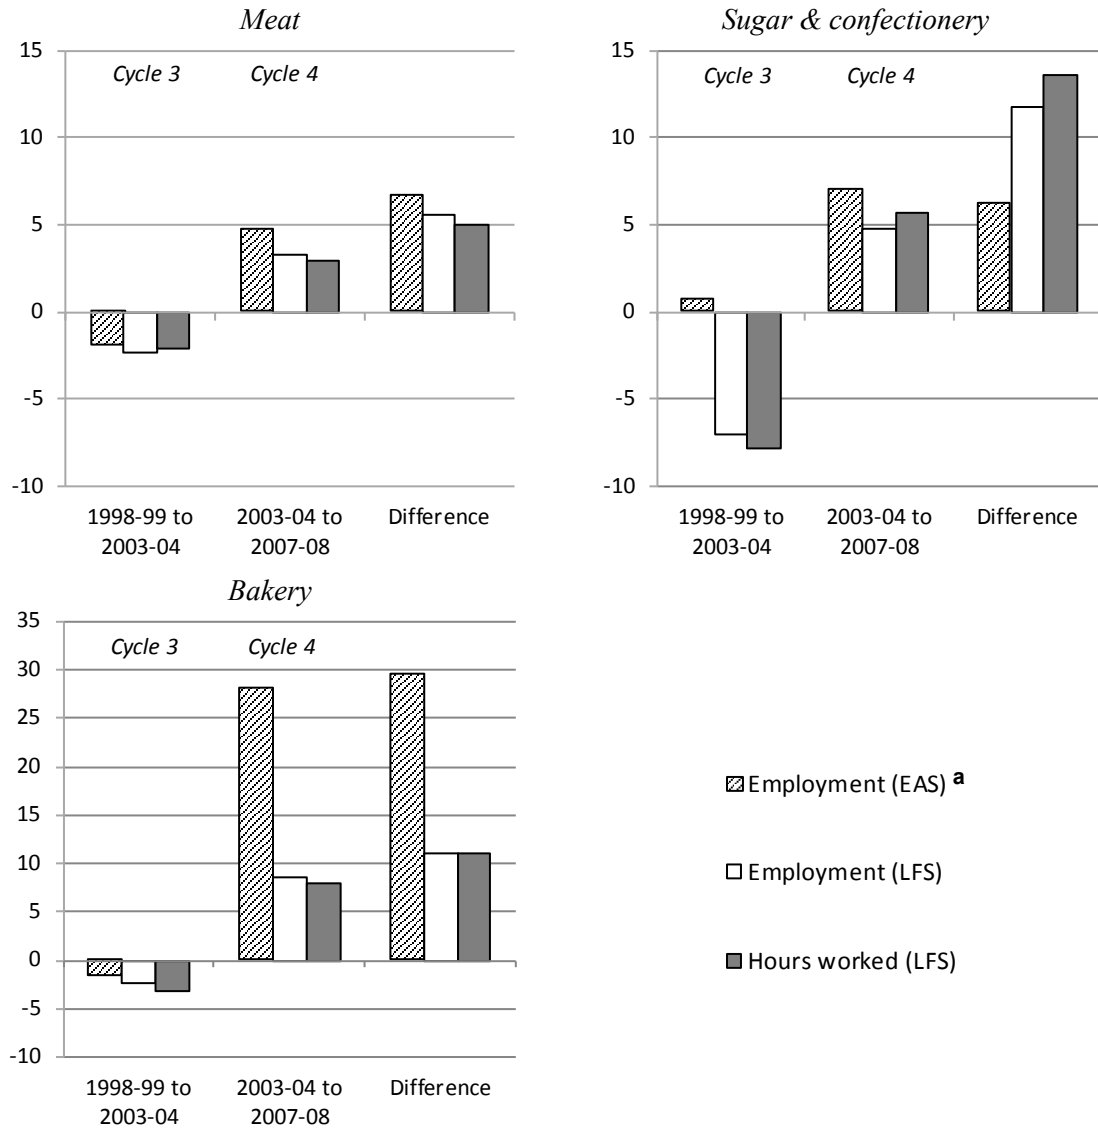 Meat
15
Cycle 3 Cycle 4
10
5
0
-5
-10
1998-99 to 2003-04 to Difference
2003-04 2007-08
Sugar & confectionery
15
Cycle 3 Cycle 4
10
5
0
-5
-10
1998-99 to 2003-04 to Difference
2003-04 2007-08
Bakery
35
Cycle 3 Cycle 4
30
25
20
15
10
5
0
-5
-10
1998-99 to 2003-04 to Difference
2003-04 2007-08
Employment (EAS) a
Employment (LFS)
Hours worked (LFS)